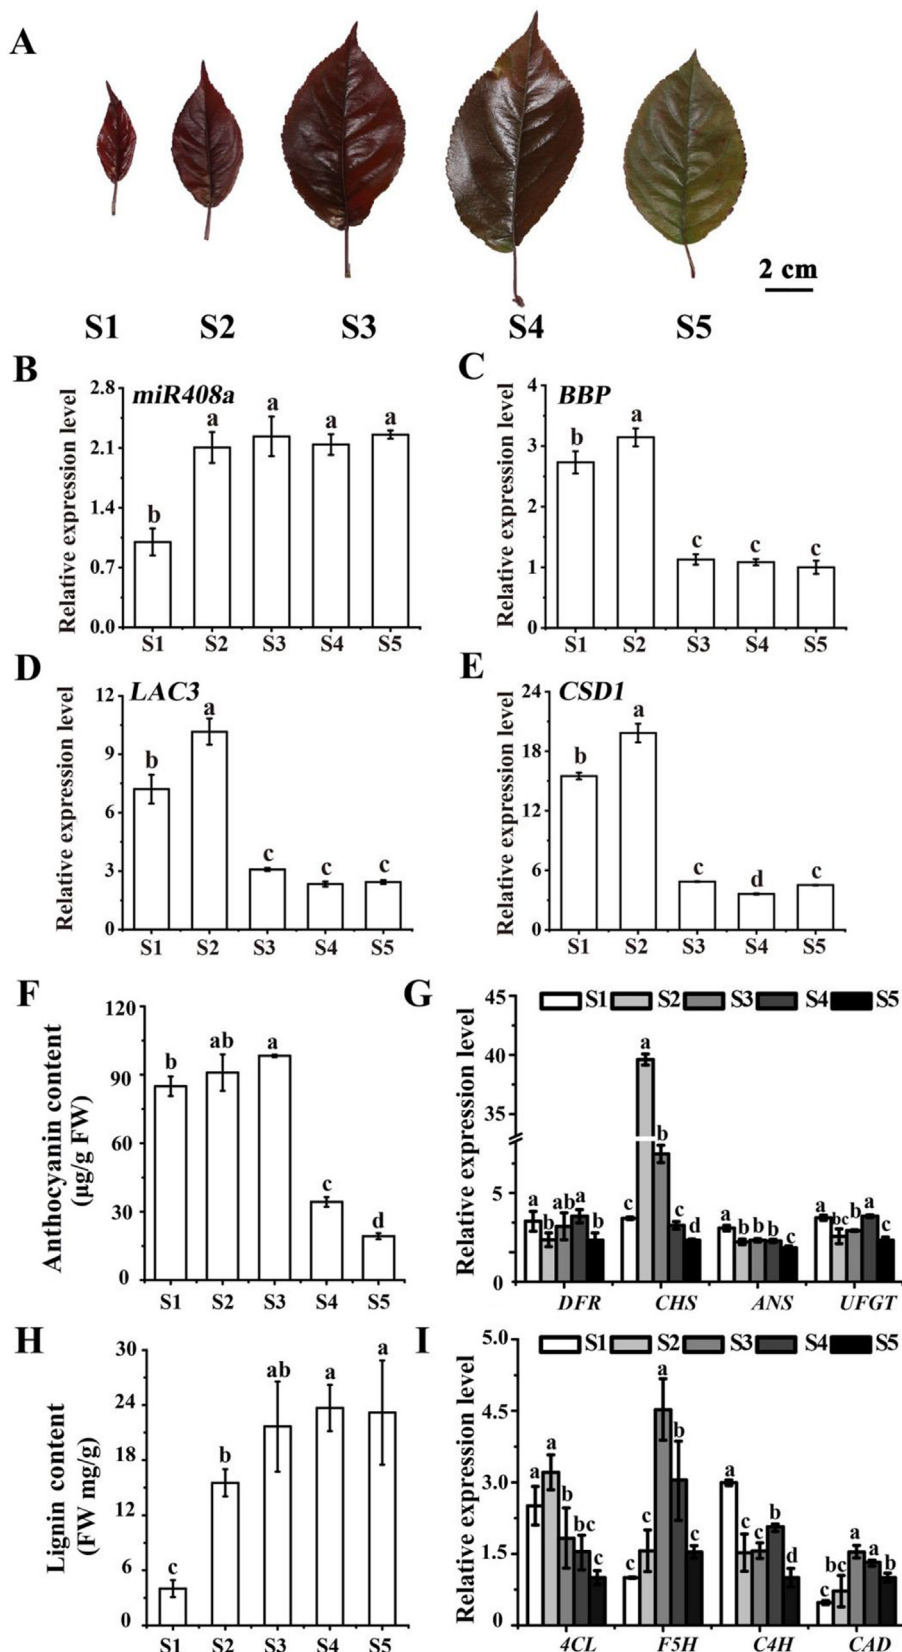 A
2 cm
S1 S2 S3 S4 S5
B
miR408a
Relative expression level
2.8
2.1
1.4
0.7
0.0
b a a a a
S1 S2 S3 S4 S5
C
BBP
Relative expression level
4
3
2
1
0
b a c c c
S1 S2 S3 S4 S5
D
LAC3
Relative expression level
12
9
6
3
0
b a c c c
S1 S2 S3 S4 S5
E
CSD1
Relative expression level
24
18
12
6
0
b a c d c
S1 S2 S3 S4 S5
F
Anthocyanin content
(μg/g FW)
120
90
60
30
0
b ab a c d
S1 S2 S3 S4 S5
G
S1 S2 S3 S4 S5
Relative expression level
45
40
35
5
0
a b ab a b
c a b c d
a b b b c
a bc b a c
DFR CHS ANS UFGT
H
Lignin content
(FW mg/g)
30
24
18
12
6
0
c b ab a a
S1 S2 S3 S4 S5
I
S1 S2 S3 S4 S5
Relative expression level
5.0
4.5
3.0
1.5
0.0
a a b bc c
c c a b c
a c c b d
c bc a a b
4CL F5H C4H CAD